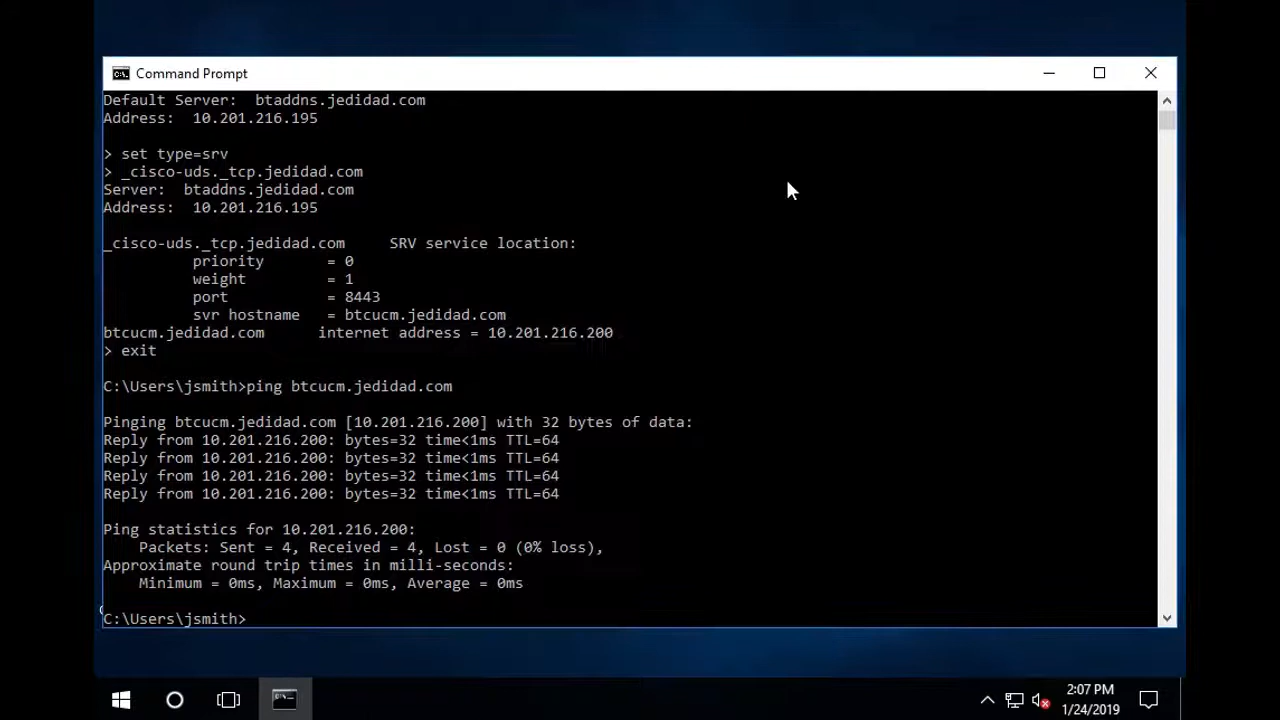 Command Prompt
Default Server:  btaddns.jedidad.com
Address:  10.201.216.195
> set type=srv
> _cisco-uds._tcp.jedidad.com
Server:  btaddns.jedidad.com
Address:  10.201.216.195
_cisco-uds._tcp.jedidad.com     SRV service location:
          priority       = 0
          weight         = 1
          port           = 8443
          svr hostname   = btcucm.jedidad.com
btcucm.jedidad.com      internet address = 10.201.216.200
> exit
C:\Users\jsmith>ping btcucm.jedidad.com
Pinging btcucm.jedidad.com [10.201.216.200] with 32 bytes of data:
Reply from 10.201.216.200: bytes=32 time<1ms TTL=64
Reply from 10.201.216.200: bytes=32 time<1ms TTL=64
Reply from 10.201.216.200: bytes=32 time<1ms TTL=64
Reply from 10.201.216.200: bytes=32 time<1ms TTL=64
Ping statistics for 10.201.216.200:
    Packets: Sent = 4, Received = 4, Lost = 0 (0% loss),
Approximate round trip times in milli-seconds:
    Minimum = 0ms, Maximum = 0ms, Average = 0ms
C:\Users\jsmith>
2:07 PM
1/24/2019